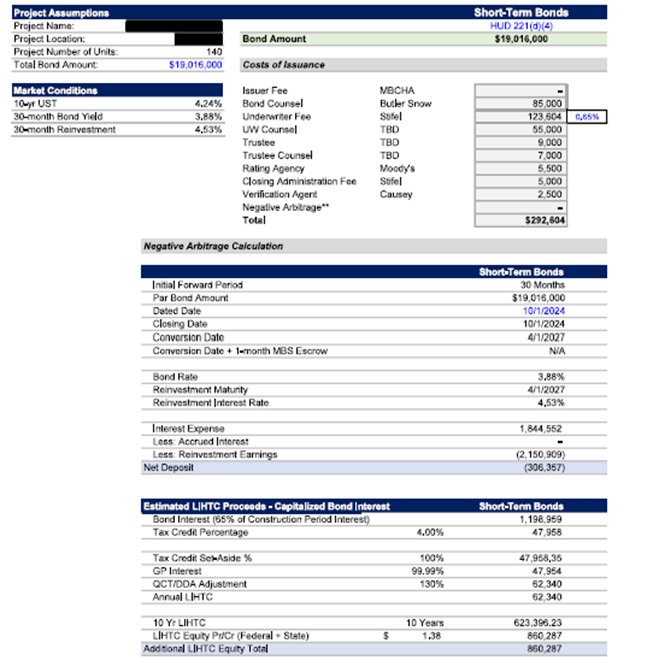 Project Assumptions Short-Term Bonds
Project Name: HUD 221(d)(4)
Project Location: Bond Amount $19,016,000
Project Number of Units: 140
Total Bond Amount: $19,016,000 Costs of Issuance
Market Conditions Issuer Fee MBCHA -
10-yr UST 4.24% Bond Counsel Butler Snow 85,000
30-month Bond Yield 3.88% Underwriter Fee Stifel 123,604 0.65%
30-month Reinvestment 4.53% UW Counsel TBD 55,000
Trustee TBD 9,000
Trustee Counsel TBD 7,000
Rating Agency Moody's 5,500
Closing Administration Fee Stifel 5,000
Verification Agent Causey 2,500
Negative Arbitrage** -
Total $292,604
Negative Arbitrage Calculation
Short-Term Bonds
Initial Forward Period 30 Months
Par Bond Amount $19,016,000
Dated Date 10/1/2024
Closing Date 10/1/2024
Conversion Date 4/1/2027
Conversion Date + 1-month MBS Escrow N/A
Bond Rate 3.88%
Reinvestment Maturity 4/1/2027
Reinvestment Interest Rate 4.53%
Interest Expense 1,844,552
Less: Accrued Interest -
Less: Reinvestment Earnings (2,150,909)
Net Deposit (306,357)
Estimated LIHTC Proceeds - Capitalized Bond Interest Short-Term Bonds
Bond Interest (65% of Construction Period Interest) 1,198,959
Tax Credit Percentage 4.00% 47,958
Tax Credit Set-Aside % 100% 47,958.35
GP Interest 99.99% 47,954
QCT/DDA Adjustment 130% 62,340
Annual LIHTC 62,340
10 Yr LIHTC 10 Years 623,396.23
LIHTC Equity Pr/Cr (Federal + State) $ 1.38 860,287
Additional LIHTC Equity Total 860,287